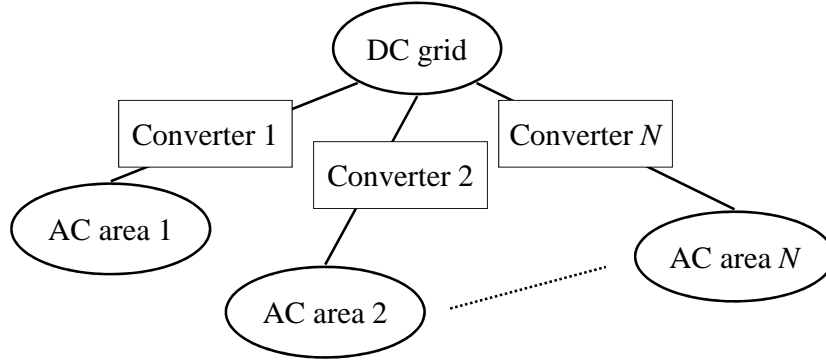 DC grid
Converter 1
Converter N
Converter 2
AC area 1
AC area N
AC area 2